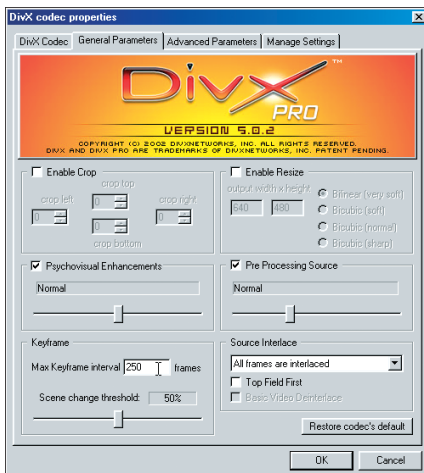 DivX codec properties
DivX Codec General Parameters Advanced Parameters Manage Settings
DivX™
PRO
VERSION 5.0.2
COPYRIGHT (C) 2002 DIVXNETWORKS, INC. ALL RIGHTS RESERVED.
DIVX AND DIVX PRO ARE TRADEMARKS OF DIVXNETWORKS, INC. PATENT PENDING.
Enable Crop
crop top
crop left
0
crop right
0
0
0
crop bottom
Enable Resize
output width x height
640 480
Bilinear (very soft)
Bicubic (soft)
Bicubic (normal)
Bicubic (sharp)
Psychovisual Enhancements
Normal
Pre Processing Source
Normal
Keyframe
Max Keyframe interval 250 frames
Scene change threshold: 50%
Source Interlace
All frames are interlaced
Top Field First
Basic Video Deinterlace
Restore codec's default
OK Cancel